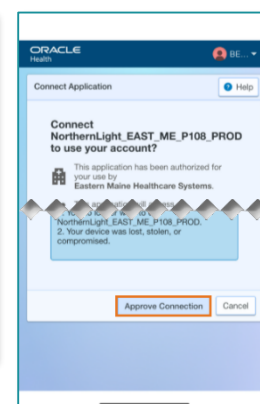 ORACLE
Health
BE...
Connect Application
Help
Connect
NorthernLight_EAST_ME_P108_PROD
to use your account?
This application has been authorized for
your use by
Eastern Maine Healthcare Systems.
NorthernLight_EAST_ME_P108_PROD.
2. Your device was lost, stolen, or
compromised.
Approve Connection
Cancel